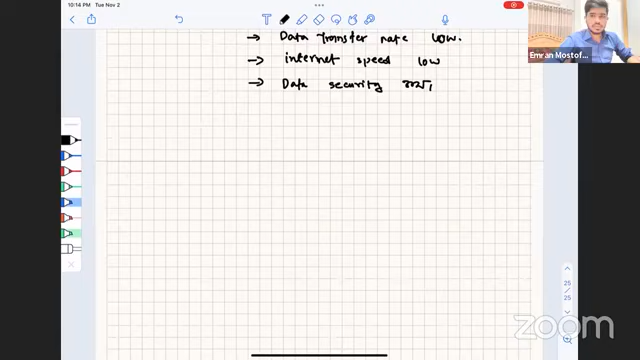 10:14 PM Tue Nov 2
→ Data Transfer rate low.
→ internet speed low
→ Data security
Emran Mostof...
25
/
25
zoom